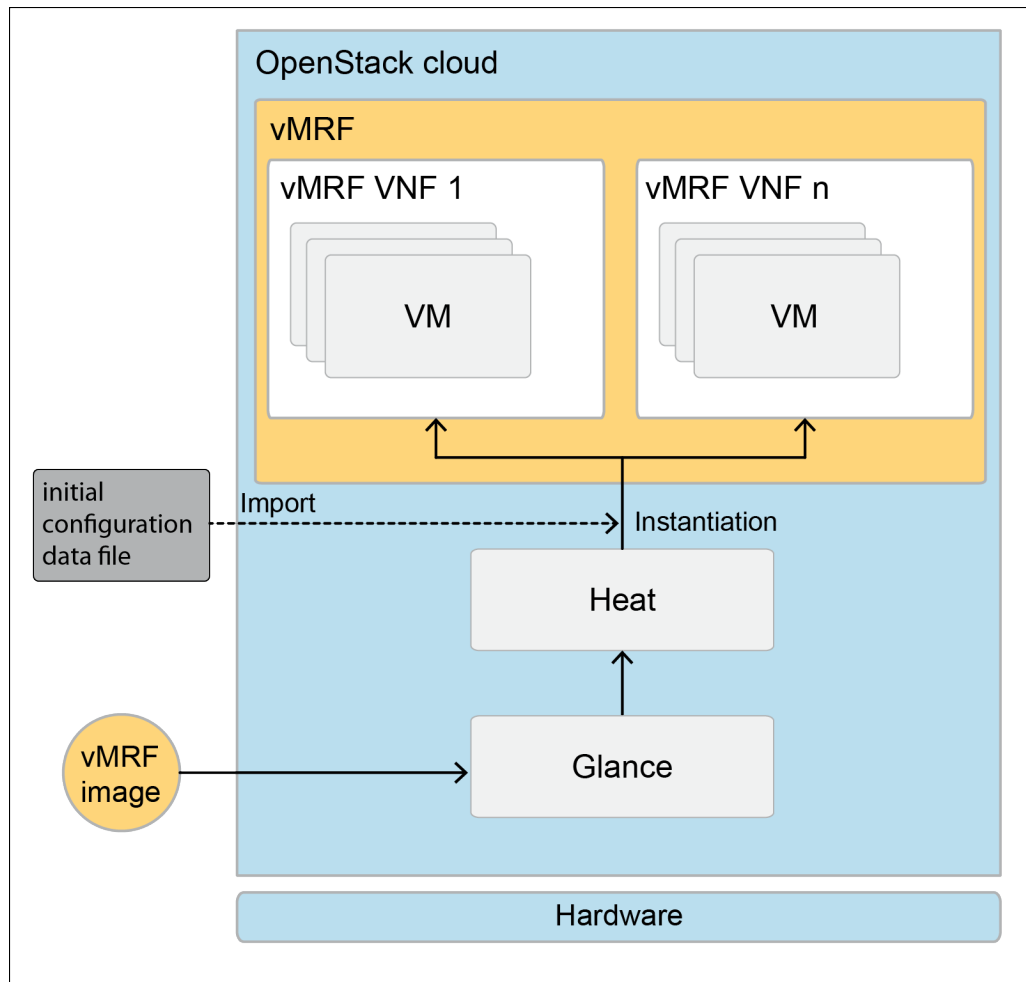 OpenStack cloud
vMRF
vMRF VNF 1
vMRF VNF n
VM
VM
initial
configuration
data file
Import
Instantiation
Heat
vMRF
image
Glance
Hardware